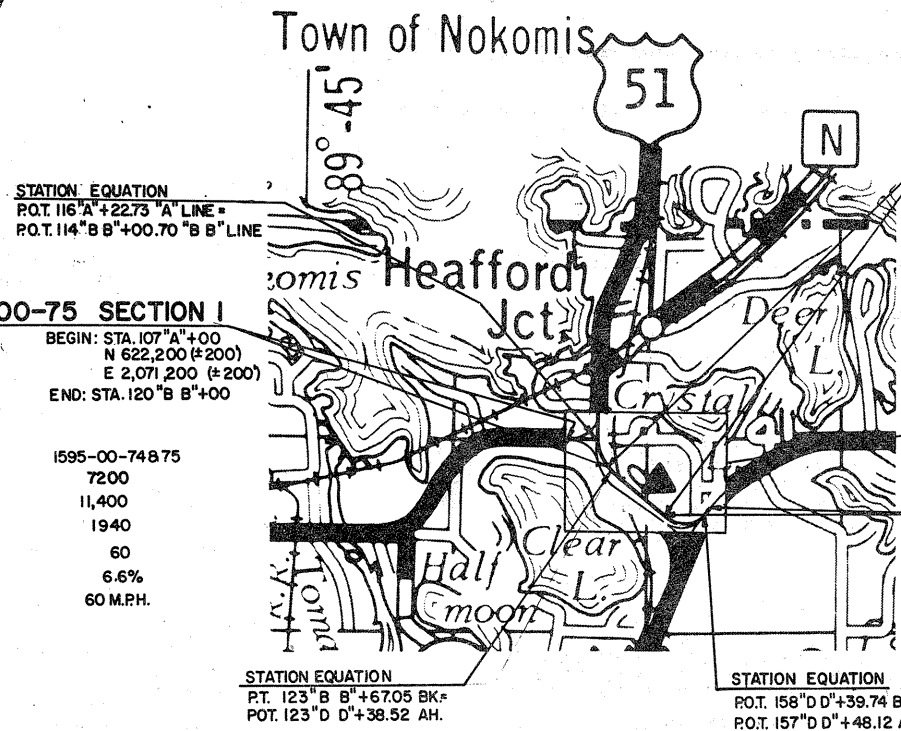 Town of Nokomis
51
N
89°-45'
STATION EQUATION
P.O.T. 116"A"+22.73 "A" LINE =
P.O.T. 114"B B"+00.70 "B B" LINE
Heafford
Jct.
Deer
L.
00-75 SECTION I
BEGIN: STA. 107"A"+00
N 622,200 (±200')
E 2,071,200 (±200')
END: STA. 120"B B"+00
Crystal
1595-00-74&75
7200
11,400
1940
60
6.6%
60 M.P.H.
Clear
L.
Half
moon
R.R.
STATION EQUATION
P.T. 123"B B"+67.05 BK=
POT. 123"D D"+38.52 AH.
STATION EQUATION
P.O.T. 158"D D"+39.74 B
P.O.T. 157"D D"+48.12 A